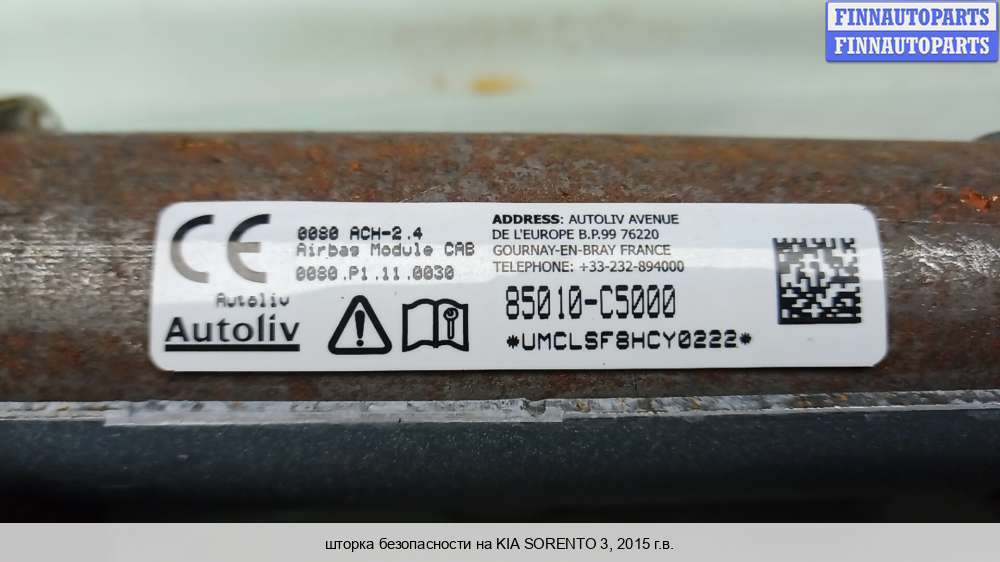 FINNAUTOPARTS
FINNAUTOPARTS
CE
0080 ACH-2.4
Airbag Module CAB
0080.P1.11.0030
Autoliv
Autoliv
ADDRESS: AUTOLIV AVENUE
DE L'EUROPE B.P.99 76220
GOURNAY-EN-BRAY FRANCE
TELEPHONE: +33-232-894000
85010-C5000
*UMCLSF8HCY0222*
шторка безопасности на KIA SORENTO 3, 2015 г.в.